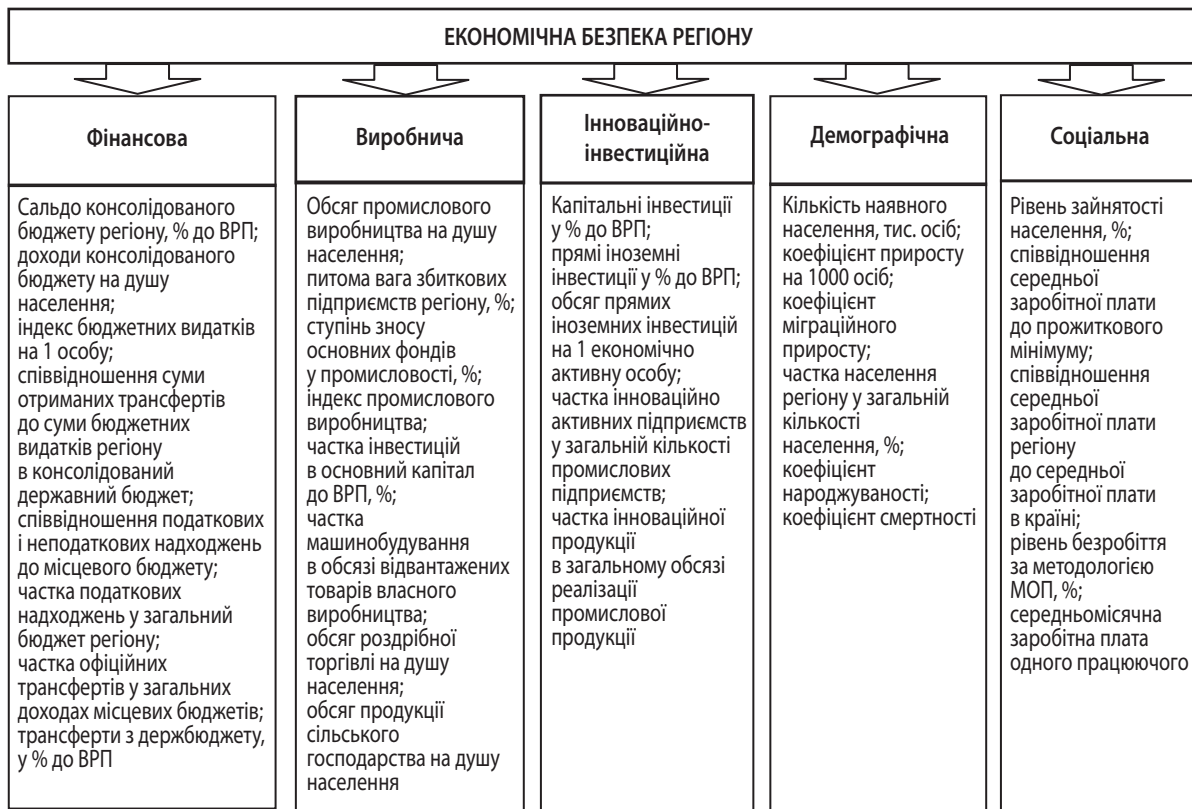 ЕКОНОМІЧНА БЕЗПЕКА РЕГІОНУ
Фінансова
Сальдо консолідованого
бюджету регіону, % до ВРП;
доходи консолідованого
бюджету на душу
населення;
індекс бюджетних видатків
на 1 особу;
співвідношення суми
отриманих трансфертів
до суми бюджетних
видатків регіону
в консолідований
державний бюджет;
співвідношення податкових
і неподаткових надходжень
до місцевого бюджету;
частка податкових
надходжень у загальний
бюджет регіону;
частка офіційних
трансфертів у загальних
доходах місцевих бюджетів;
трансферти з держбюджету,
у % до ВРП
Виробнича
Обсяг промислового
виробництва на душу
населення;
питома вага збиткових
підприємств регіону, %;
ступінь зносу
основних фондів
у промисловості, %;
індекс промислового
виробництва;
частка інвестицій
в основний капітал
до ВРП, %;
частка
машинобудування
в обсязі відвантажених
товарів власного
виробництва;
обсяг роздрібної
торгівлі на душу
населення;
обсяг продукції
сільського
господарства на душу
населення
Інноваційно-
інвестиційна
Капітальні інвестиції
у % до ВРП;
прямі іноземні
інвестиції у % до ВРП;
обсяг прямих
іноземних інвестицій
на 1 економічно
активну особу;
частка інноваційно
активних підприємств
у загальній кількості
промислових
підприємств;
частка інноваційної
продукції
в загальному обсязі
реалізації
промислової
продукції
Демографічна
Кількість наявного
населення, тис. осіб;
коефіцієнт приросту
на 1000 осіб;
коефіцієнт
міграційного
приросту;
частка населення
регіону у загальній
кількості
населення, %;
коефіцієнт
народжуваності;
коефіцієнт смертності
Соціальна
Рівень зайнятості
населення, %;
співвідношення
середньої
заробітної плати
до прожиткового
мінімуму;
співвідношення
середньої
заробітної плати
регіону
до середньої
заробітної плати
в країні;
рівень безробіття
за методологією
МОП, %;
середньомісячна
заробітна плата
одного працюючого